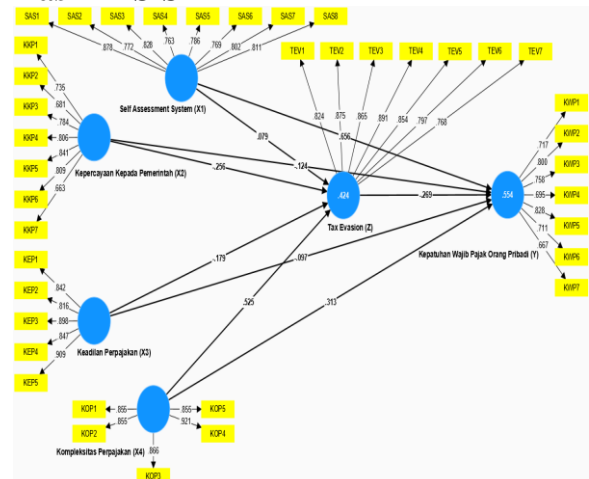 SAS1 SAS2 SAS3 SAS4 SAS5 SAS6 SAS7 SAS8
.878 .772 .828 .763 .786 .769 .802 .811
TEV1 TEV2 TEV3 TEV4 TEV5 TEV6 TEV7
.824 .875 .865 .891 .854 .797 .768
Self Assessment System (X1)
KKP1
KKP2
KKP3
KKP4
KKP5
KKP6
KKP7
.735
.681
.784
.806
.841
.809
.663
Kepercayaan Kepada Pemerintah (X2)
.079
.656
.256
.124
KWP1
KWP2
KWP3
KWP4
KWP5
KWP6
KWP7
.717
.758
.695
.828
.711
.667
.424
.269
.554
Tax Evasion (Z)
Kepatuhan Wajib Pajak Orang Pribadi (Y)
.179
.097
KEP1
KEP2
KEP3
KEP4
KEP5
.842
.816
.898
.847
.909
Keadilan Perpajakan (X3)
.525
.313
KOP1 .855 .855 KOP5
KOP2 .855 .921 KOP4
Kompleksitas Perpajakan (X4)
.866
KOP3